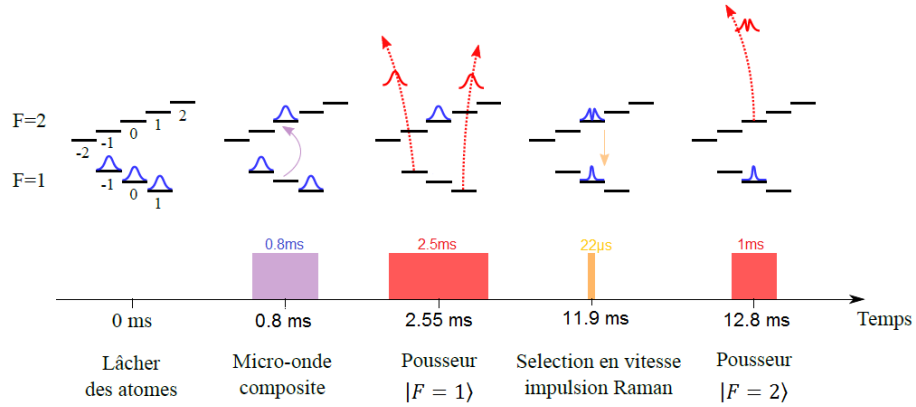 F=2
-2
-1
0
1
2
F=1
-1
0
1
0.8ms
2.5ms
22µs
1ms
0 ms
0.8 ms
2.55 ms
11.9 ms
12.8 ms
Temps
Lâcher
des atomes
Micro-onde
composite
Pousseur
|F = 1⟩
Selection en vitesse
impulsion Raman
Pousseur
|F = 2⟩